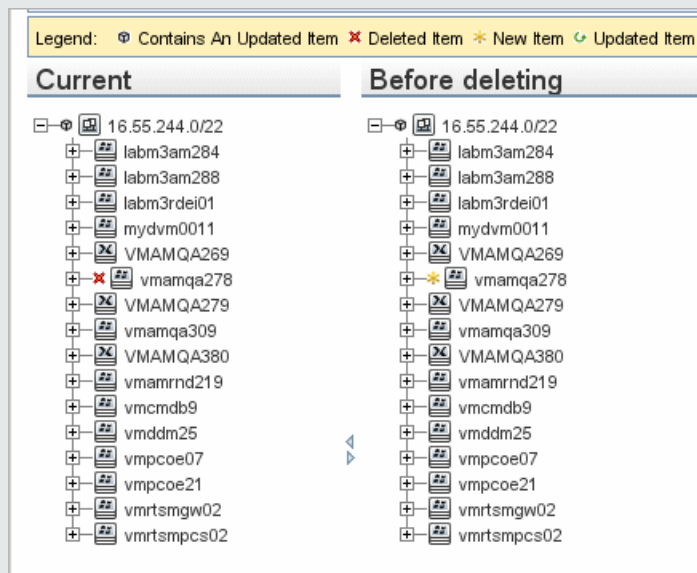 Legend: Contains An Updated Item Deleted Item New Item Updated Item
Current
16.55.244.0/22
labm3am284
labm3am288
labm3rdei01
mydvm0011
VMAMQA269
vmamqa278
VMAMQA279
vmamqa309
VMAMQA380
vmamrnd219
vmcmdb9
vmddm25
vmpcoe07
vmpcoe21
vmrtsmgw02
vmrtsmpcs02
Before deleting
16.55.244.0/22
labm3am284
labm3am288
labm3rdei01
mydvm0011
VMAMQA269
vmamqa278
VMAMQA279
vmamqa309
VMAMQA380
vmamrnd219
vmcmdb9
vmddm25
vmpcoe07
vmpcoe21
vmrtsmgw02
vmrtsmpcs02